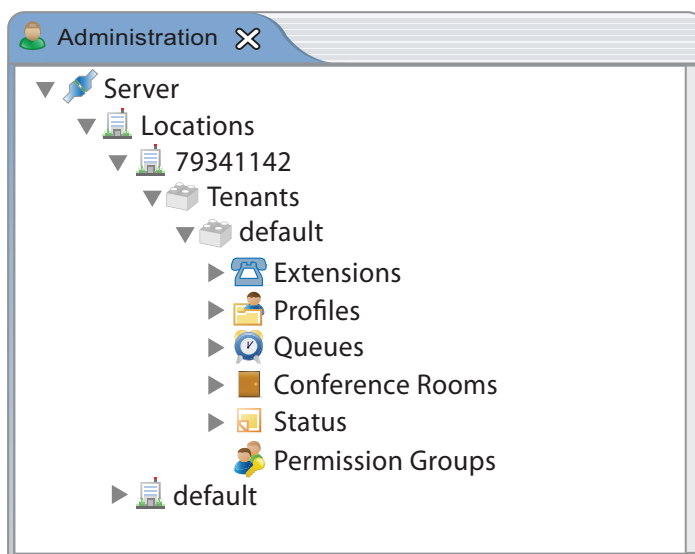 Administration
Server
Locations
79341142
Tenants
default
Extensions
Profiles
Queues
Conference Rooms
Status
Permission Groups
default